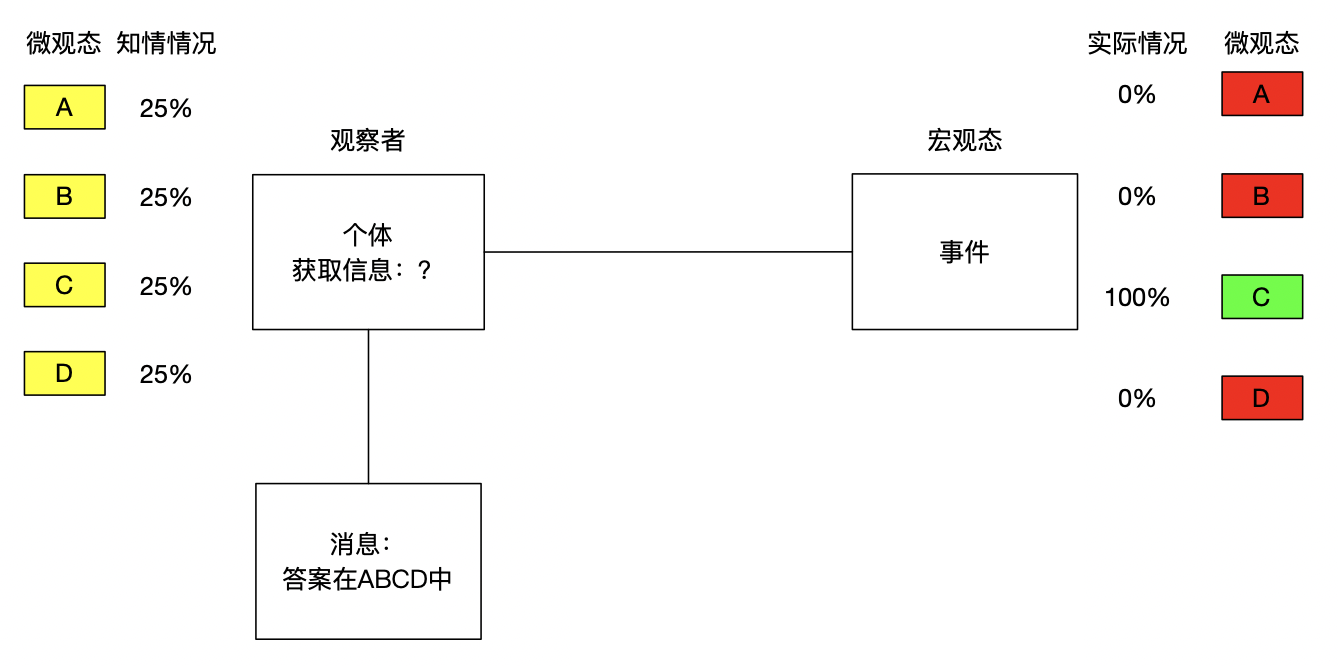 微观态 知情情况
A 25%
B 25%
C 25%
D 25%
观察者
个体
获取信息：?
消息：
答案在ABCD中
宏观态
事件
实际情况 微观态
0% A
0% B
100% C
0% D